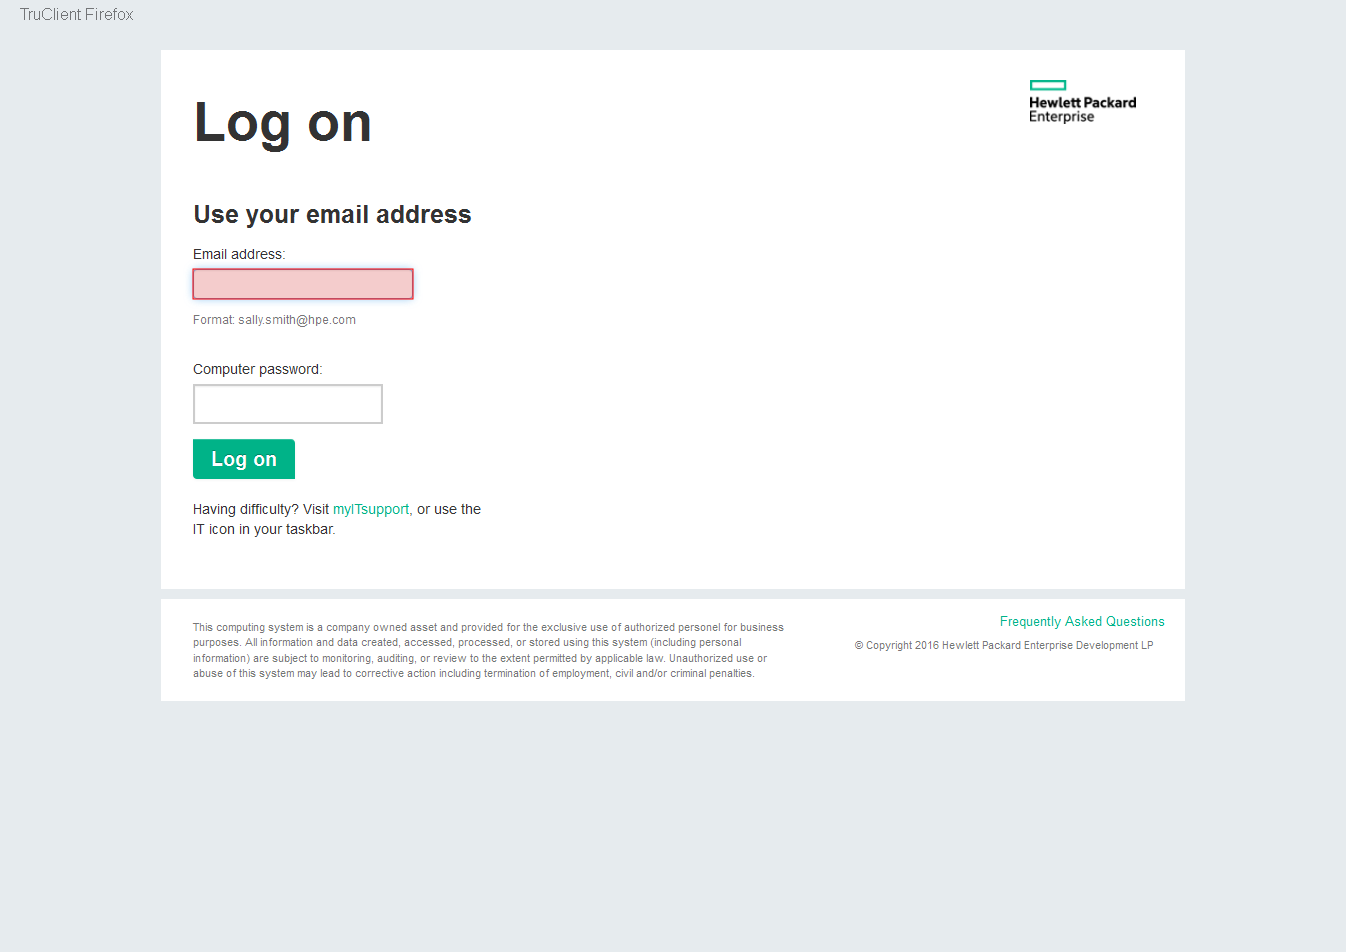 TruClient Firefox
Hewlett Packard
Enterprise
Log on
Use your email address
Email address:
Format: sally.smith@hpe.com
Computer password:
Log on
Having difficulty? Visit myITsupport, or use the
IT icon in your taskbar.
This computing system is a company owned asset and provided for the exclusive use of authorized personel for business
purposes. All information and data created, accessed, processed, or stored using this system (including personal
information) are subject to monitoring, auditing, or review to the extent permitted by applicable law. Unauthorized use or
abuse of this system may lead to corrective action including termination of employment, civil and/or criminal penalties.
Frequently Asked Questions
© Copyright 2016 Hewlett Packard Enterprise Development LP